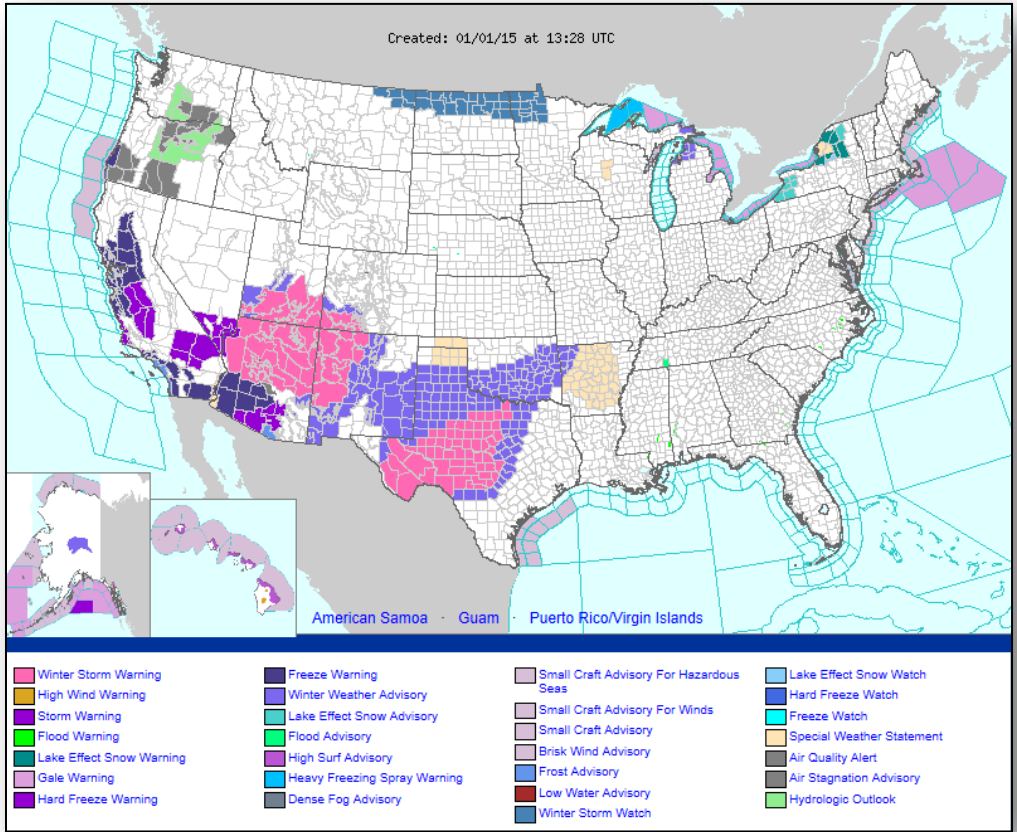 Created: 01/01/15 at 13:28 UTC
American Samoa · Guam · Puerto Rico/Virgin Islands
Winter Storm Warning
High Wind Warning
Storm Warning
Flood Warning
Lake Effect Snow Warning
Gale Warning
Hard Freeze Warning
Freeze Warning
Winter Weather Advisory
Lake Effect Snow Advisory
Flood Advisory
High Surf Advisory
Heavy Freezing Spray Warning
Dense Fog Advisory
Small Craft Advisory For Hazardous
Seas
Small Craft Advisory For Winds
Small Craft Advisory
Brisk Wind Advisory
Frost Advisory
Low Water Advisory
Winter Storm Watch
Lake Effect Snow Watch
Hard Freeze Watch
Freeze Watch
Special Weather Statement
Air Quality Alert
Air Stagnation Advisory
Hydrologic Outlook